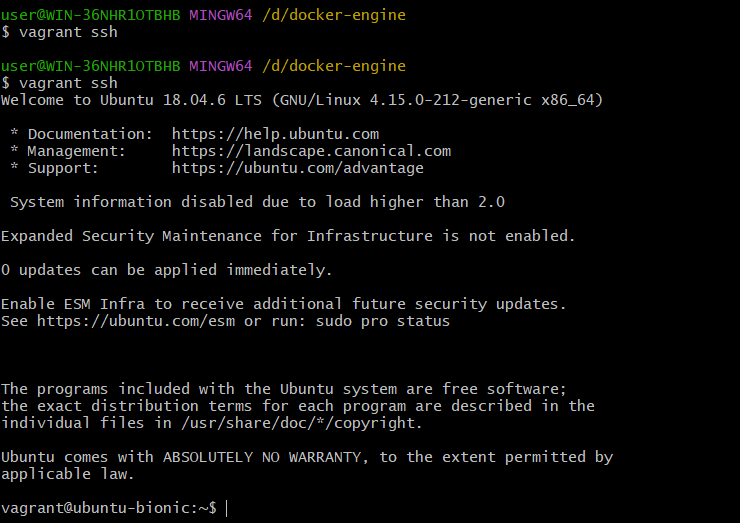 user@WIN-36NHR1OTBHB MINGW64 /d/docker-engine
$ vagrant ssh
user@WIN-36NHR1OTBHB MINGW64 /d/docker-engine
$ vagrant ssh
Welcome to Ubuntu 18.04.6 LTS (GNU/Linux 4.15.0-212-generic x86_64)
* Documentation:  https://help.ubuntu.com
* Management:     https://landscape.canonical.com
* Support:        https://ubuntu.com/advantage
System information disabled due to load higher than 2.0
Expanded Security Maintenance for Infrastructure is not enabled.
0 updates can be applied immediately.
Enable ESM Infra to receive additional future security updates.
See https://ubuntu.com/esm or run: sudo pro status
The programs included with the Ubuntu system are free software;
the exact distribution terms for each program are described in the
individual files in /usr/share/doc/*/copyright.
Ubuntu comes with ABSOLUTELY NO WARRANTY, to the extent permitted by
applicable law.
vagrant@ubuntu-bionic:~$